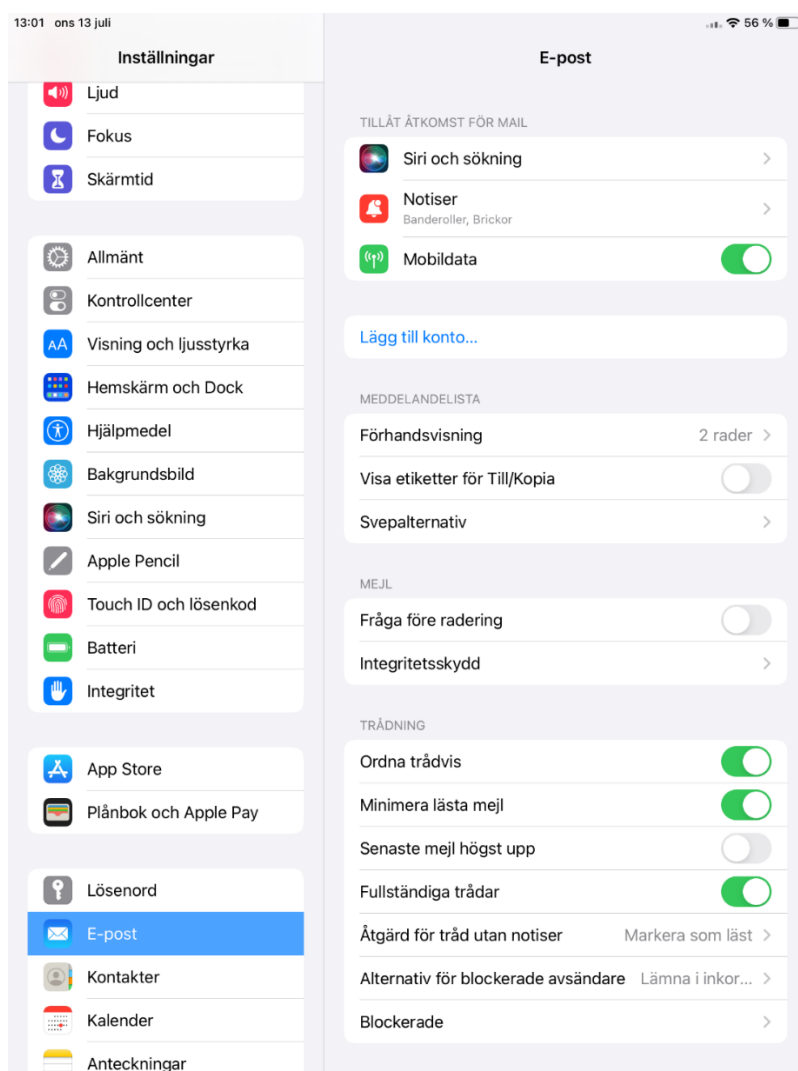 13:01 ons 13 juli
56 %
Inställningar
Ljud
Fokus
Skärmtid
Allmänt
Kontrollcenter
AA Visning och ljusstyrka
Hemskärm och Dock
Hjälpmedel
Bakgrundsbild
Siri och sökning
Apple Pencil
Touch ID och lösenkod
Batteri
Integritet
App Store
Plånbok och Apple Pay
Lösenord
E-post
Kontakter
Kalender
Anteckningar
E-post
TILLÅT ÅTKOMST FÖR MAIL
Siri och sökning
Notiser
Banderoller, Brickor
Mobildata
Lägg till konto...
MEDDELANDELISTA
Förhandsvisning 2 rader
Visa etiketter för Till/Kopia
Svepalternativ
MEJL
Fråga före radering
Integritetsskydd
TRÅDNING
Ordna trådvis
Minimera lästa mejl
Senaste mejl högst upp
Fullständiga trådar
Åtgärd för tråd utan notiser Markera som läst
Alternativ för blockerade avsändare Lämna i inkor...
Blockerade